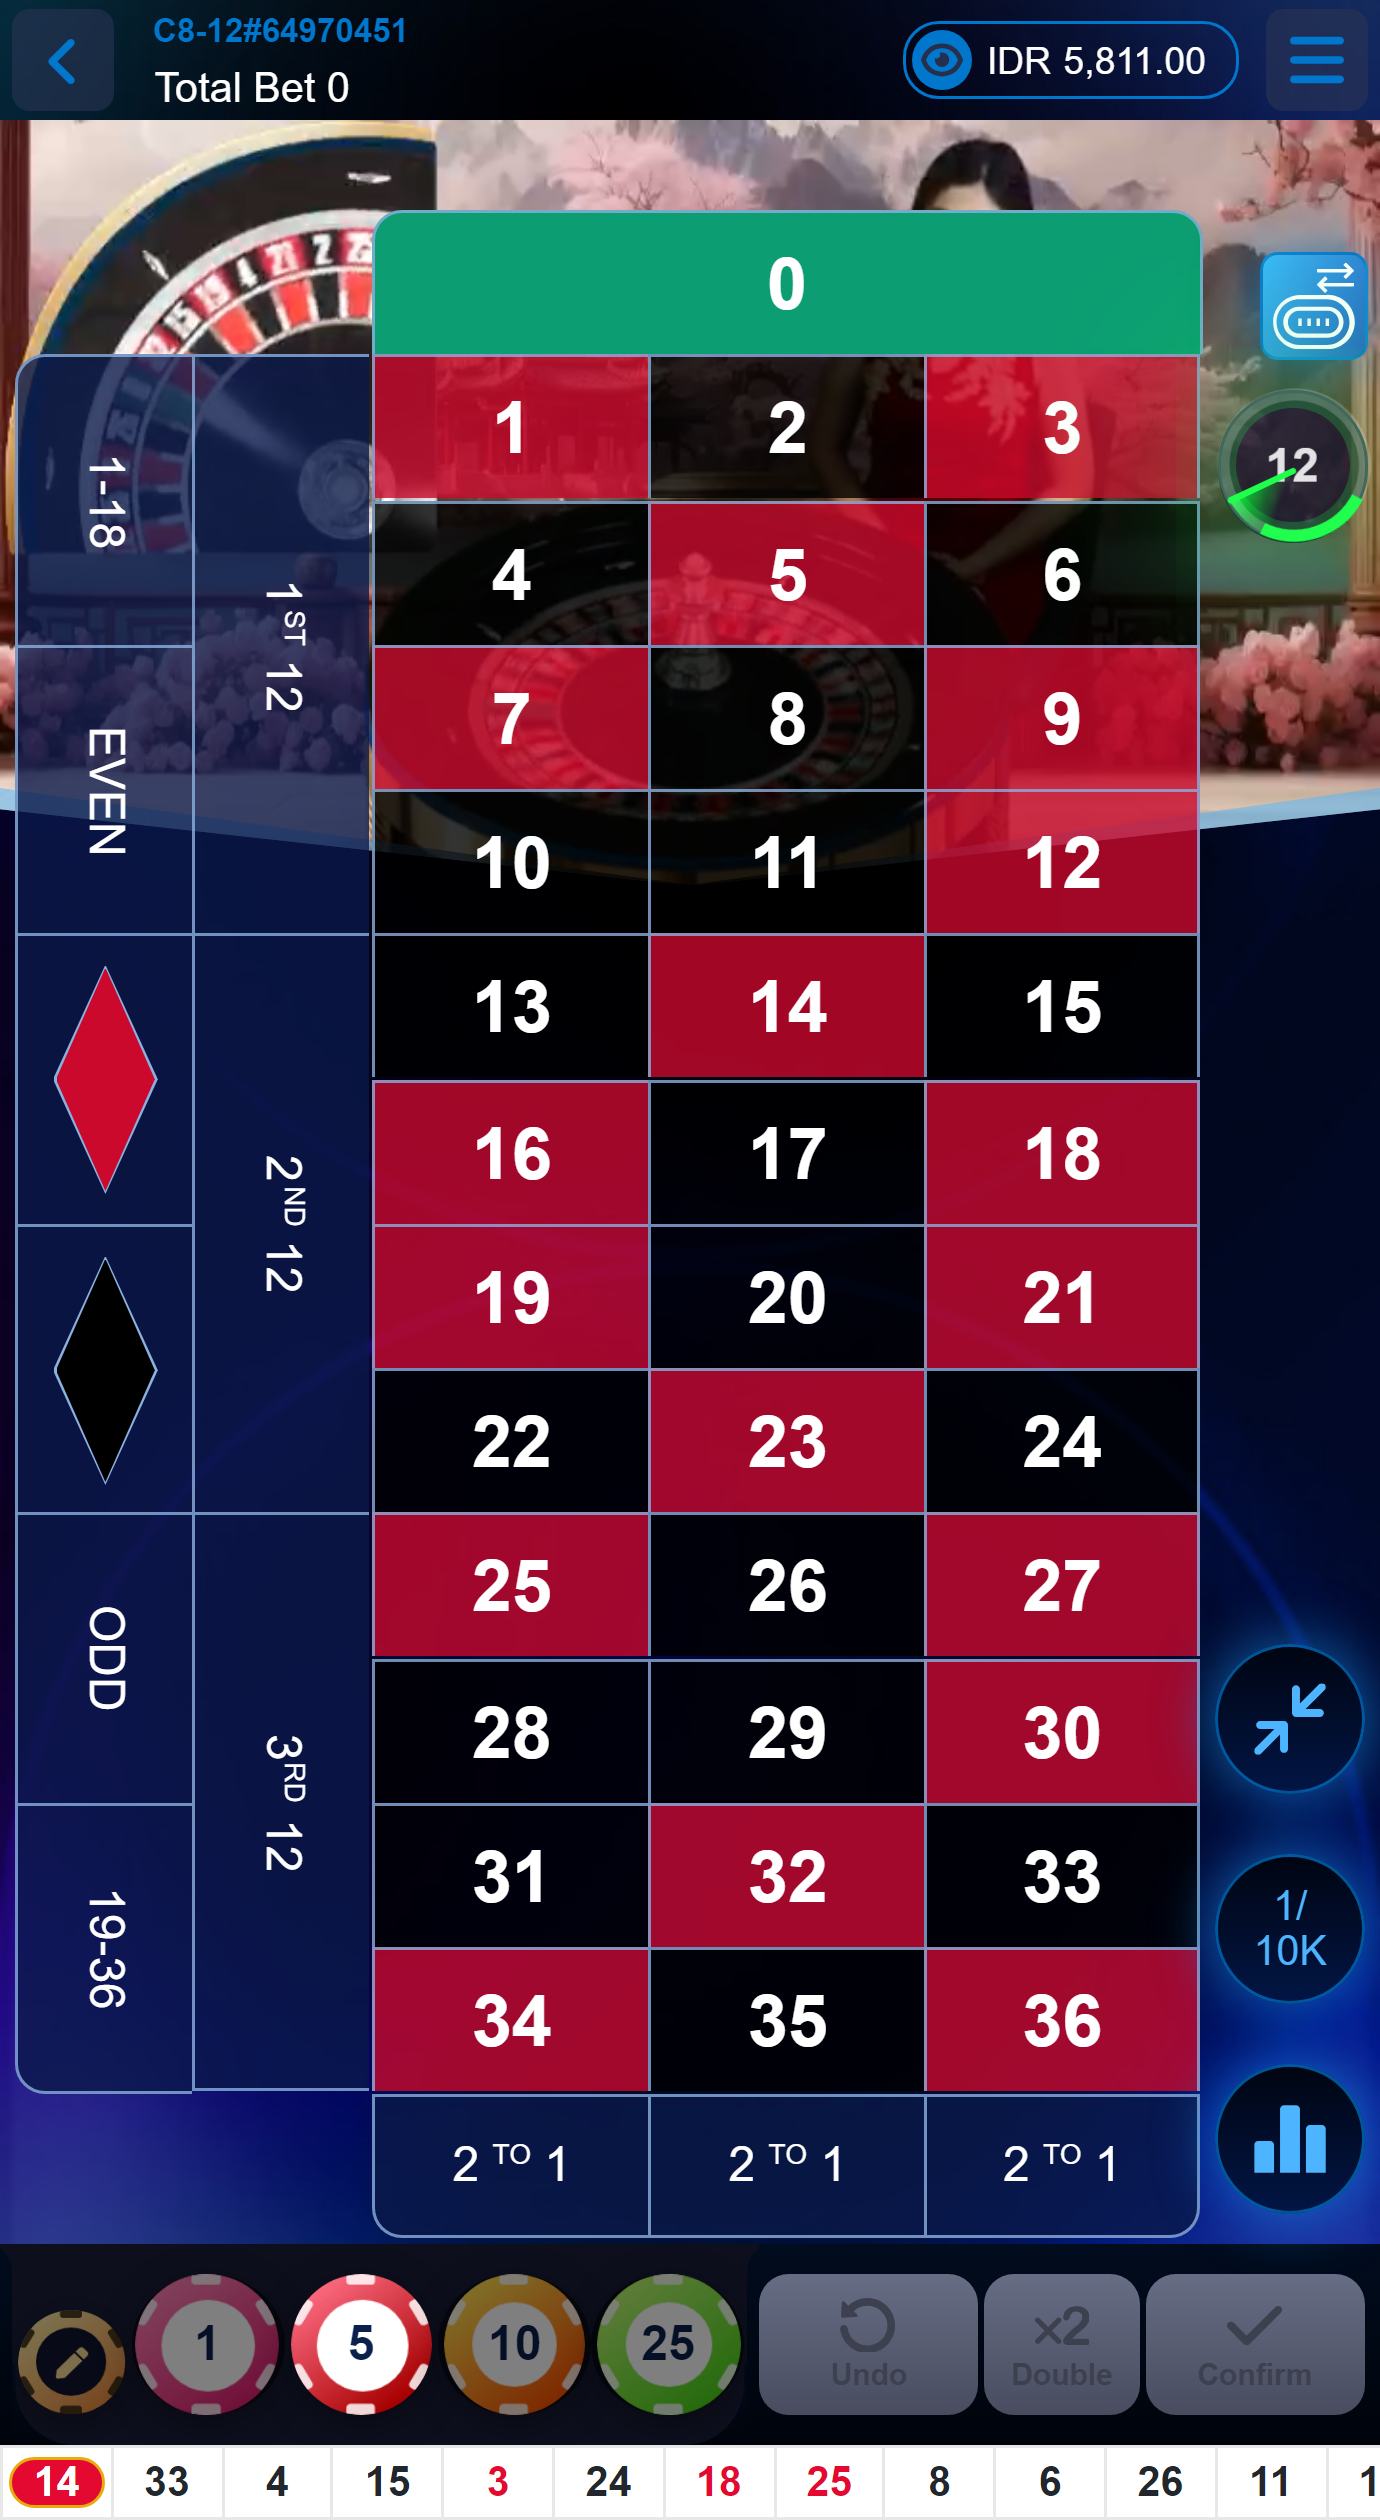 C8-12#64970451
Total Bet 0
IDR 5,811.00
0
1 2 3
12
4 5 6
7 8 9
10 11 12
13 14 15
16 17 18
19 20 21
22 23 24
25 26 27
28 29 30
31 32 33
34 35 36
2 TO 1 2 TO 1 2 TO 1
1-18
EVEN
ODD
19-36
1ST 12
2ND 12
3RD 12
1/
10K
1 5 10 25
Undo
x2
Double
Confirm
14 33 4 15 3 24 18 25 8 6 26 11